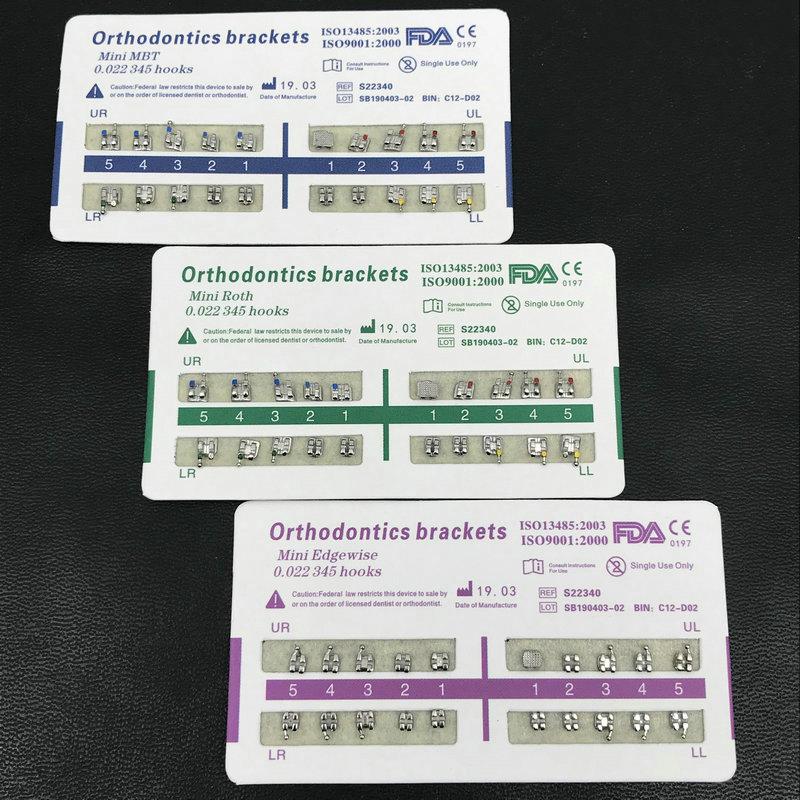 Orthodontics brackets
Mini MBT
0.022 345 hooks
ISO13485:2003
ISO9001:2000
FDA CE
0197
Consult Instructions
For Use
Single Use Only
Caution:Federal law restricts this device to sale by
or on the order of licensed dentist or orthodontist.
19.03
Date of Manufacture
REF S22340
LOT SB190403-02 BIN: C12-D02
UR UL
5 4 3 2 1 1 2 3 4 5
LR LL
Orthodontics brackets
Mini Roth
0.022 345 hooks
ISO13485:2003
ISO9001:2000
FDA CE
0197
Consult Instructions
For Use
Single Use Only
Caution:Federal law restricts this device to sale by
or on the order of licensed dentist or orthodontist.
19.03
Date of Manufacture
REF S22340
LOT SB190403-02 BIN: C12-D02
UR UL
5 4 3 2 1 1 2 3 4 5
LR LL
Orthodontics brackets
Mini Edgewise
0.022 345 hooks
ISO13485:2003
ISO9001:2000
FDA CE
0197
Consult Instructions
For Use
Single Use Only
Caution:Federal law restricts this device to sale by
or on the order of licensed dentist or orthodontist.
19.03
Date of Manufacture
REF S22340
LOT SB190403-02 BIN: C12-D02
UR UL
5 4 3 2 1 1 2 3 4 5
LR LL